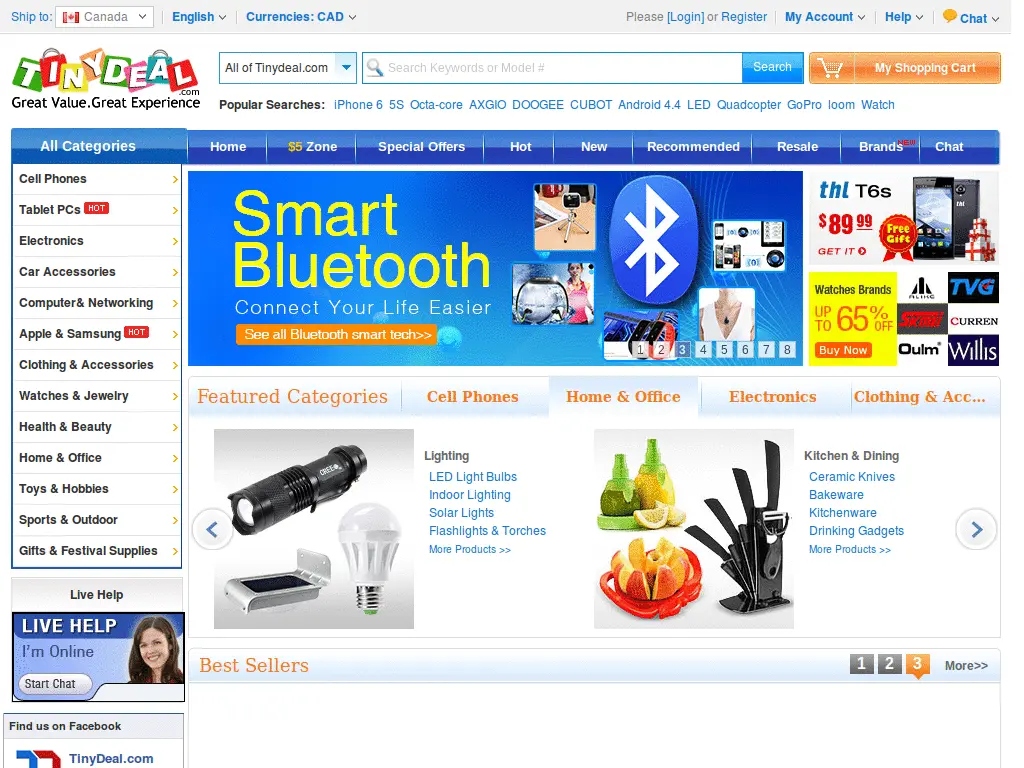 Ship to: Canada English Currencies: CAD Please [Login] or Register My Account Help Chat
TINYDEAL.com
Great Value.Great Experience
All of Tinydeal.com Search Keywords or Model # Search My Shopping Cart
Popular Searches: iPhone 6 5S Octa-core AXGIO DOOGEE CUBOT Android 4.4 LED Quadcopter GoPro loom Watch
All Categories Home $5 Zone Special Offers Hot New Recommended Resale Brands NEW Chat
Cell Phones
Tablet PCs HOT
Electronics
Car Accessories
Computer& Networking
Apple & Samsung HOT
Clothing & Accessories
Watches & Jewelry
Health & Beauty
Home & Office
Toys & Hobbies
Sports & Outdoor
Gifts & Festival Supplies
Smart
Bluetooth
Connect Your Life Easier
See all Bluetooth smart tech>>
1 2 3 4 5 6 7 8
thl T6s
$89.99
GET IT
Free
Gift
Watches Brands
UP TO 65% OFF
Buy Now
TVG
CURREN
Oulm
Willis
Featured Categories Cell Phones Home & Office Electronics Clothing & Acc...
CREE
Lighting
LED Light Bulbs
Indoor Lighting
Solar Lights
Flashlights & Torches
More Products >>
Kitchen & Dining
Ceramic Knives
Bakeware
Kitchenware
Drinking Gadgets
More Products >>
Live Help
LIVE HELP
I'm Online
Start Chat
Best Sellers 1 2 3 More>>
Find us on Facebook
TinyDeal.com